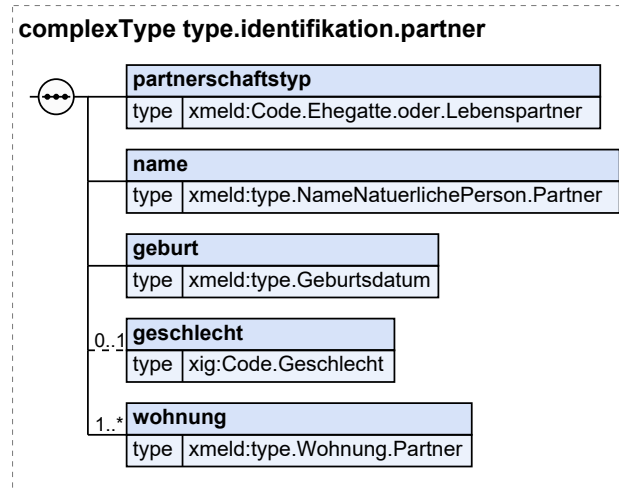 complexType type.identifikation.partner
partnerschaftstyp
type xmeld:Code.Ehegatte.oder.Lebenspartner
name
type xmeld:type.NameNatuerlichePerson.Partner
geburt
type xmeld:type.Geburtsdatum
0..1 geschlecht
type xig:Code.Geschlecht
1..* wohnung
type xmeld:type.Wohnung.Partner